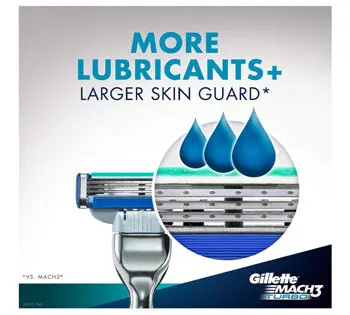 MORE
LUBRICANTS+
LARGER SKIN GUARD*
*VS. MACH3*
Gillette
MACH3
TURBO